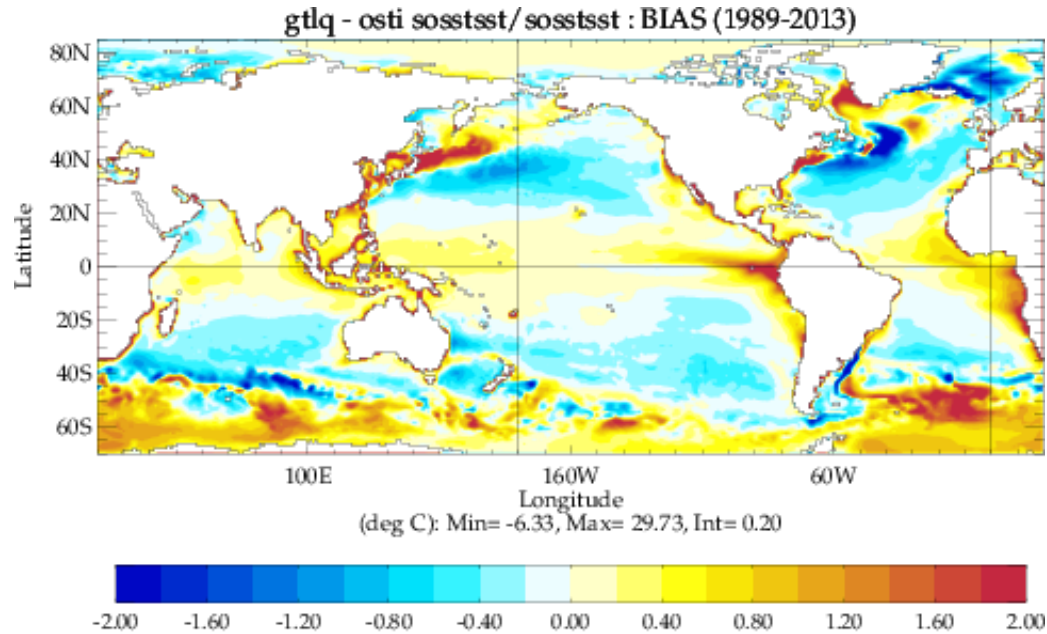 gtlq - osti sosstsst/sosstsst : BIAS (1989-2013)
80N
60N
40N
20N
0
20S
40S
60S
Latitude
100E 160W 60W
Longitude
(deg C): Min= -6.33, Max= 29.73, Int= 0.20
-2.00 -1.60 -1.20 -0.80 -0.40 0.00 0.40 0.80 1.20 1.60 2.00